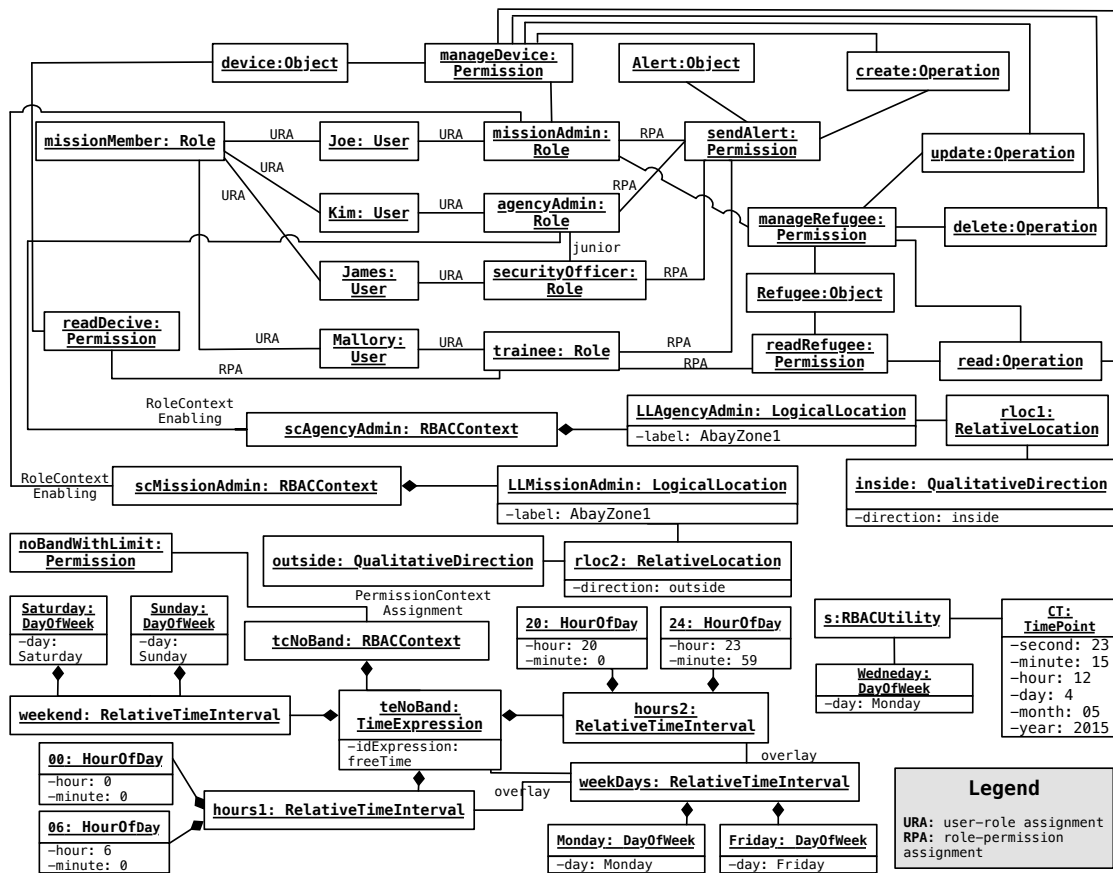 device:Object
manageDevice:
Permission
Alert:Object
create:Operation
missionMember: Role
URA
Joe: User
URA
missionAdmin:
Role
RPA
sendAlert:
Permission
update:Operation
URA
Kim: User
URA
agencyAdmin:
Role
RPA
manageRefugee:
Permission
delete:Operation
URA
junior
James:
User
URA
securityOfficer:
Role
RPA
Refugee:Object
readDecive:
Permission
URA
Mallory:
User
URA
trainee: Role
RPA
RPA
readRefugee:
Permission
read:Operation
RPA
RoleContext
Enabling
scAgencyAdmin: RBACContext
LLAgencyAdmin: LogicalLocation
−label: AbayZone1
rloc1:
RelativeLocation
RoleContext
Enabling
scMissionAdmin: RBACContext
LLMissionAdmin: LogicalLocation
−label: AbayZone1
inside: QualitativeDirection
−direction: inside
noBandWithLimit:
Permission
outside: QualitativeDirection
rloc2: RelativeLocation
−direction: outside
PermissionContext
Assignment
Saturday:
DayOfWeek
−day:
Saturday
Sunday:
DayOfWeek
−day:
Sunday
tcNoBand: RBACContext
20: HourOfDay
−hour: 20
−minute: 0
24: HourOfDay
−hour: 23
−minute: 59
s:RBACUtility
CT:
TimePoint
−second: 23
−minute: 15
−hour: 12
−day: 4
−month: 05
−year: 2015
Wedneday:
DayOfWeek
−day: Monday
weekend: RelativeTimeInterval
teNoBand:
TimeExpression
−idExpression:
freeTime
hours2:
RelativeTimeInterval
overlay
00: HourOfDay
−hour: 0
−minute: 0
hours1: RelativeTimeInterval
overlay
weekDays: RelativeTimeInterval
06: HourOfDay
−hour: 6
−minute: 0
Monday: DayOfWeek
−day: Monday
Friday: DayOfWeek
−day: Friday
Legend
URA: user-role assignment
RPA: role-permission
assignment